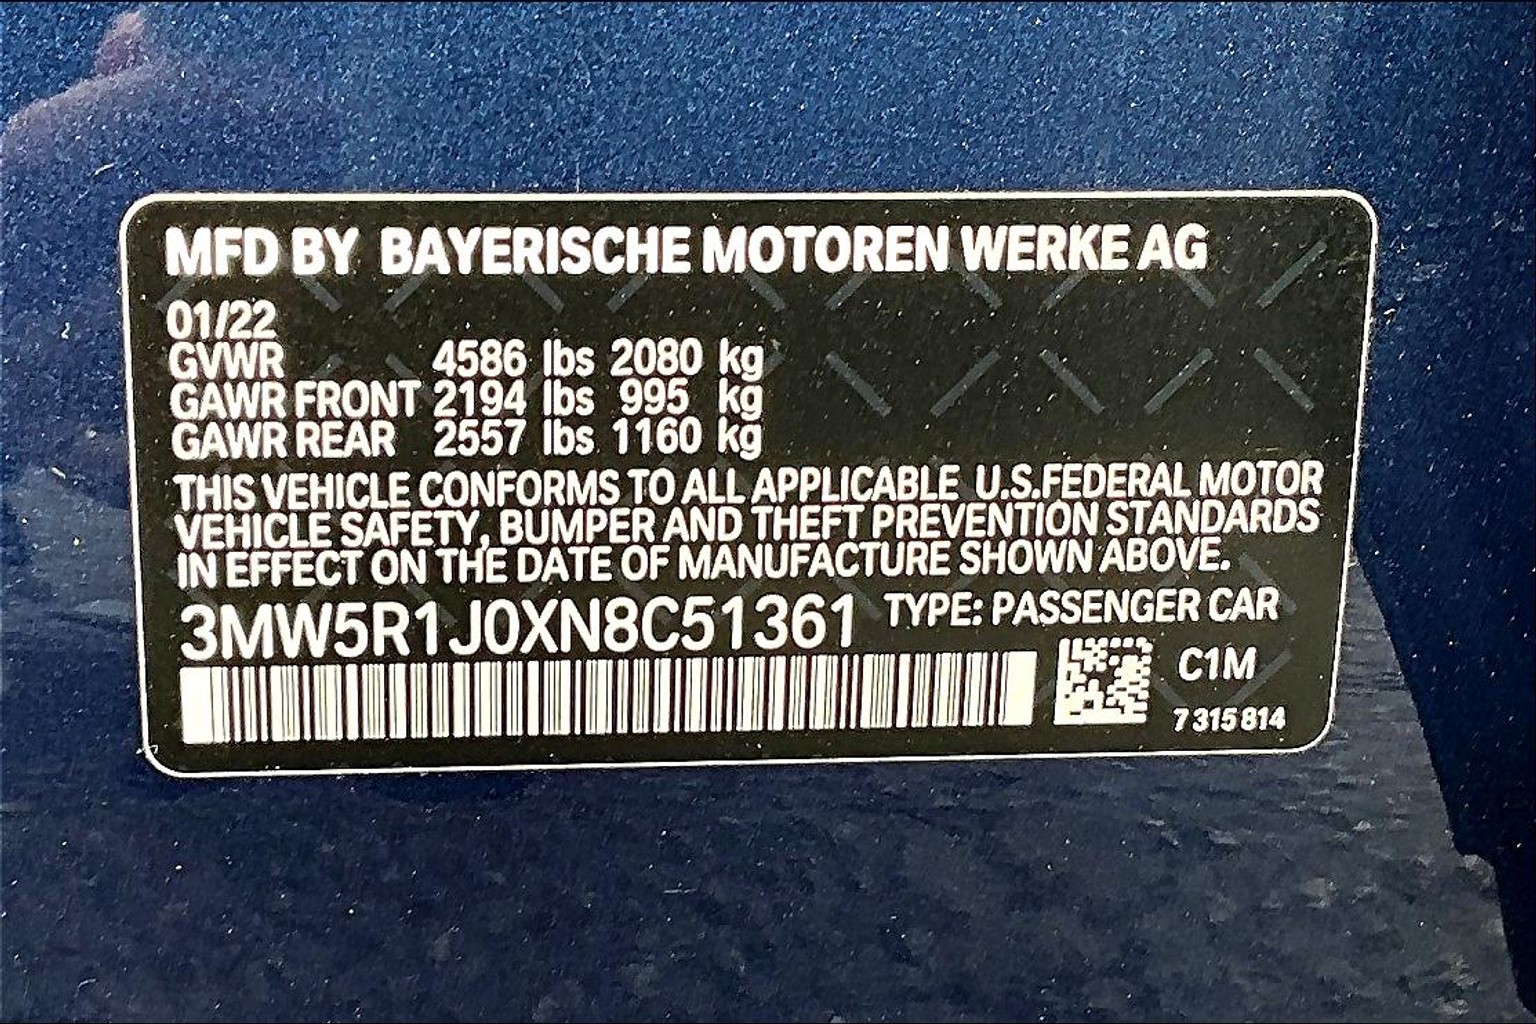 MFD BY BAYERISCHE MOTOREN WERKE AG
01/22
GVWR 4586 lbs 2080 kg
GAWR FRONT 2194 lbs 995 kg
GAWR REAR 2557 lbs 1160 kg
THIS VEHICLE CONFORMS TO ALL APPLICABLE U.S.FEDERAL MOTOR
VEHICLE SAFETY, BUMPER AND THEFT PREVENTION STANDARDS
IN EFFECT ON THE DATE OF MANUFACTURE SHOWN ABOVE.
3MW5R1J0XN8C51361 TYPE: PASSENGER CAR
C1M
7 315 814